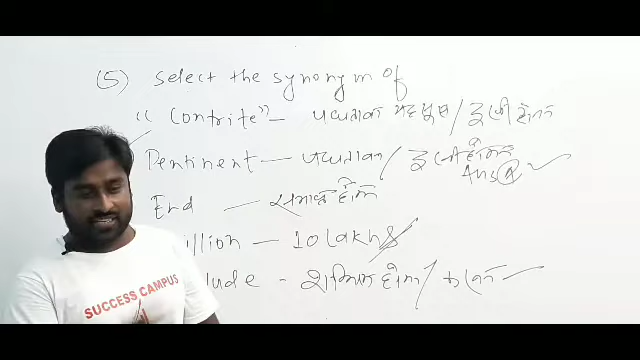 (5) Select the synonym of
"Contrite" – पश्चाताप महसूस / दुखी होना
Pentinent — पश्चाताप / दुखी होना
Ans
End — समाप्त होना
illion — 10 lakhs
lude - शामिल होना / करना
SUCCESS CAMPUS